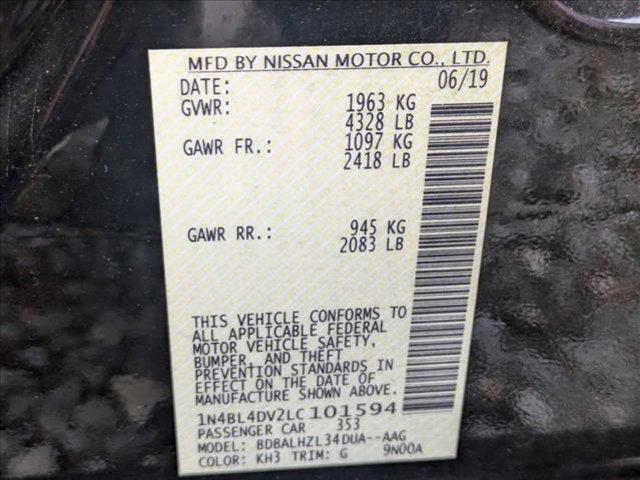 MFD BY NISSAN MOTOR CO., LTD.
DATE: 06/19
GVWR: 1963 KG
4328 LB
GAWR FR.: 1097 KG
2418 LB
GAWR RR.: 945 KG
2083 LB
THIS VEHICLE CONFORMS TO
ALL APPLICABLE FEDERAL
MOTOR VEHICLE SAFETY,
BUMPER, AND THEFT
PREVENTION STANDARDS IN
EFFECT ON THE DATE OF
MANUFACTURE SHOWN ABOVE.
1N4BL4DV2LC101594
PASSENGER CAR 353
MODEL: BDBALHZL34DUA--AAG
COLOR: KH3 TRIM: G 9N00A